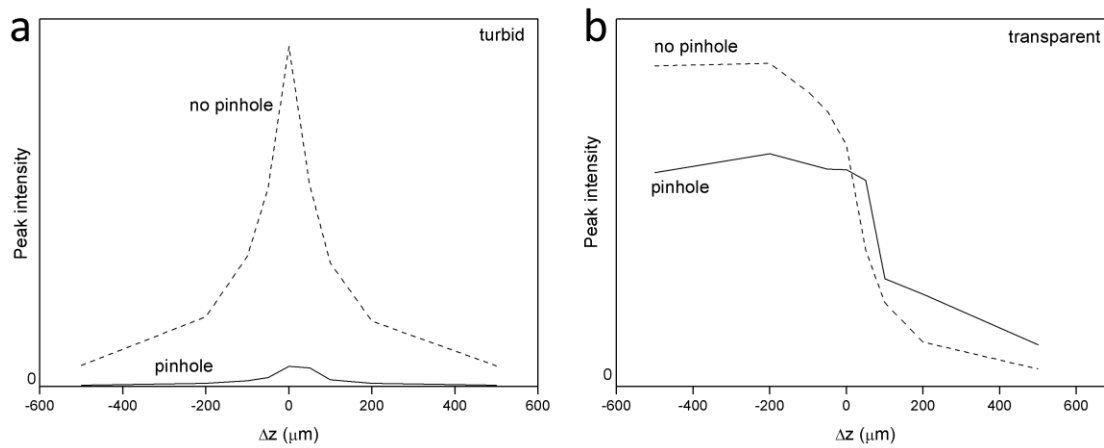 a
turbid
no pinhole
pinhole
Peak intensity
0
-600 -400 -200 0 200 400 600
Δz (μm)
b
transparent
no pinhole
pinhole
Peak intensity
0
-600 -400 -200 0 200 400 600
Δz (μm)